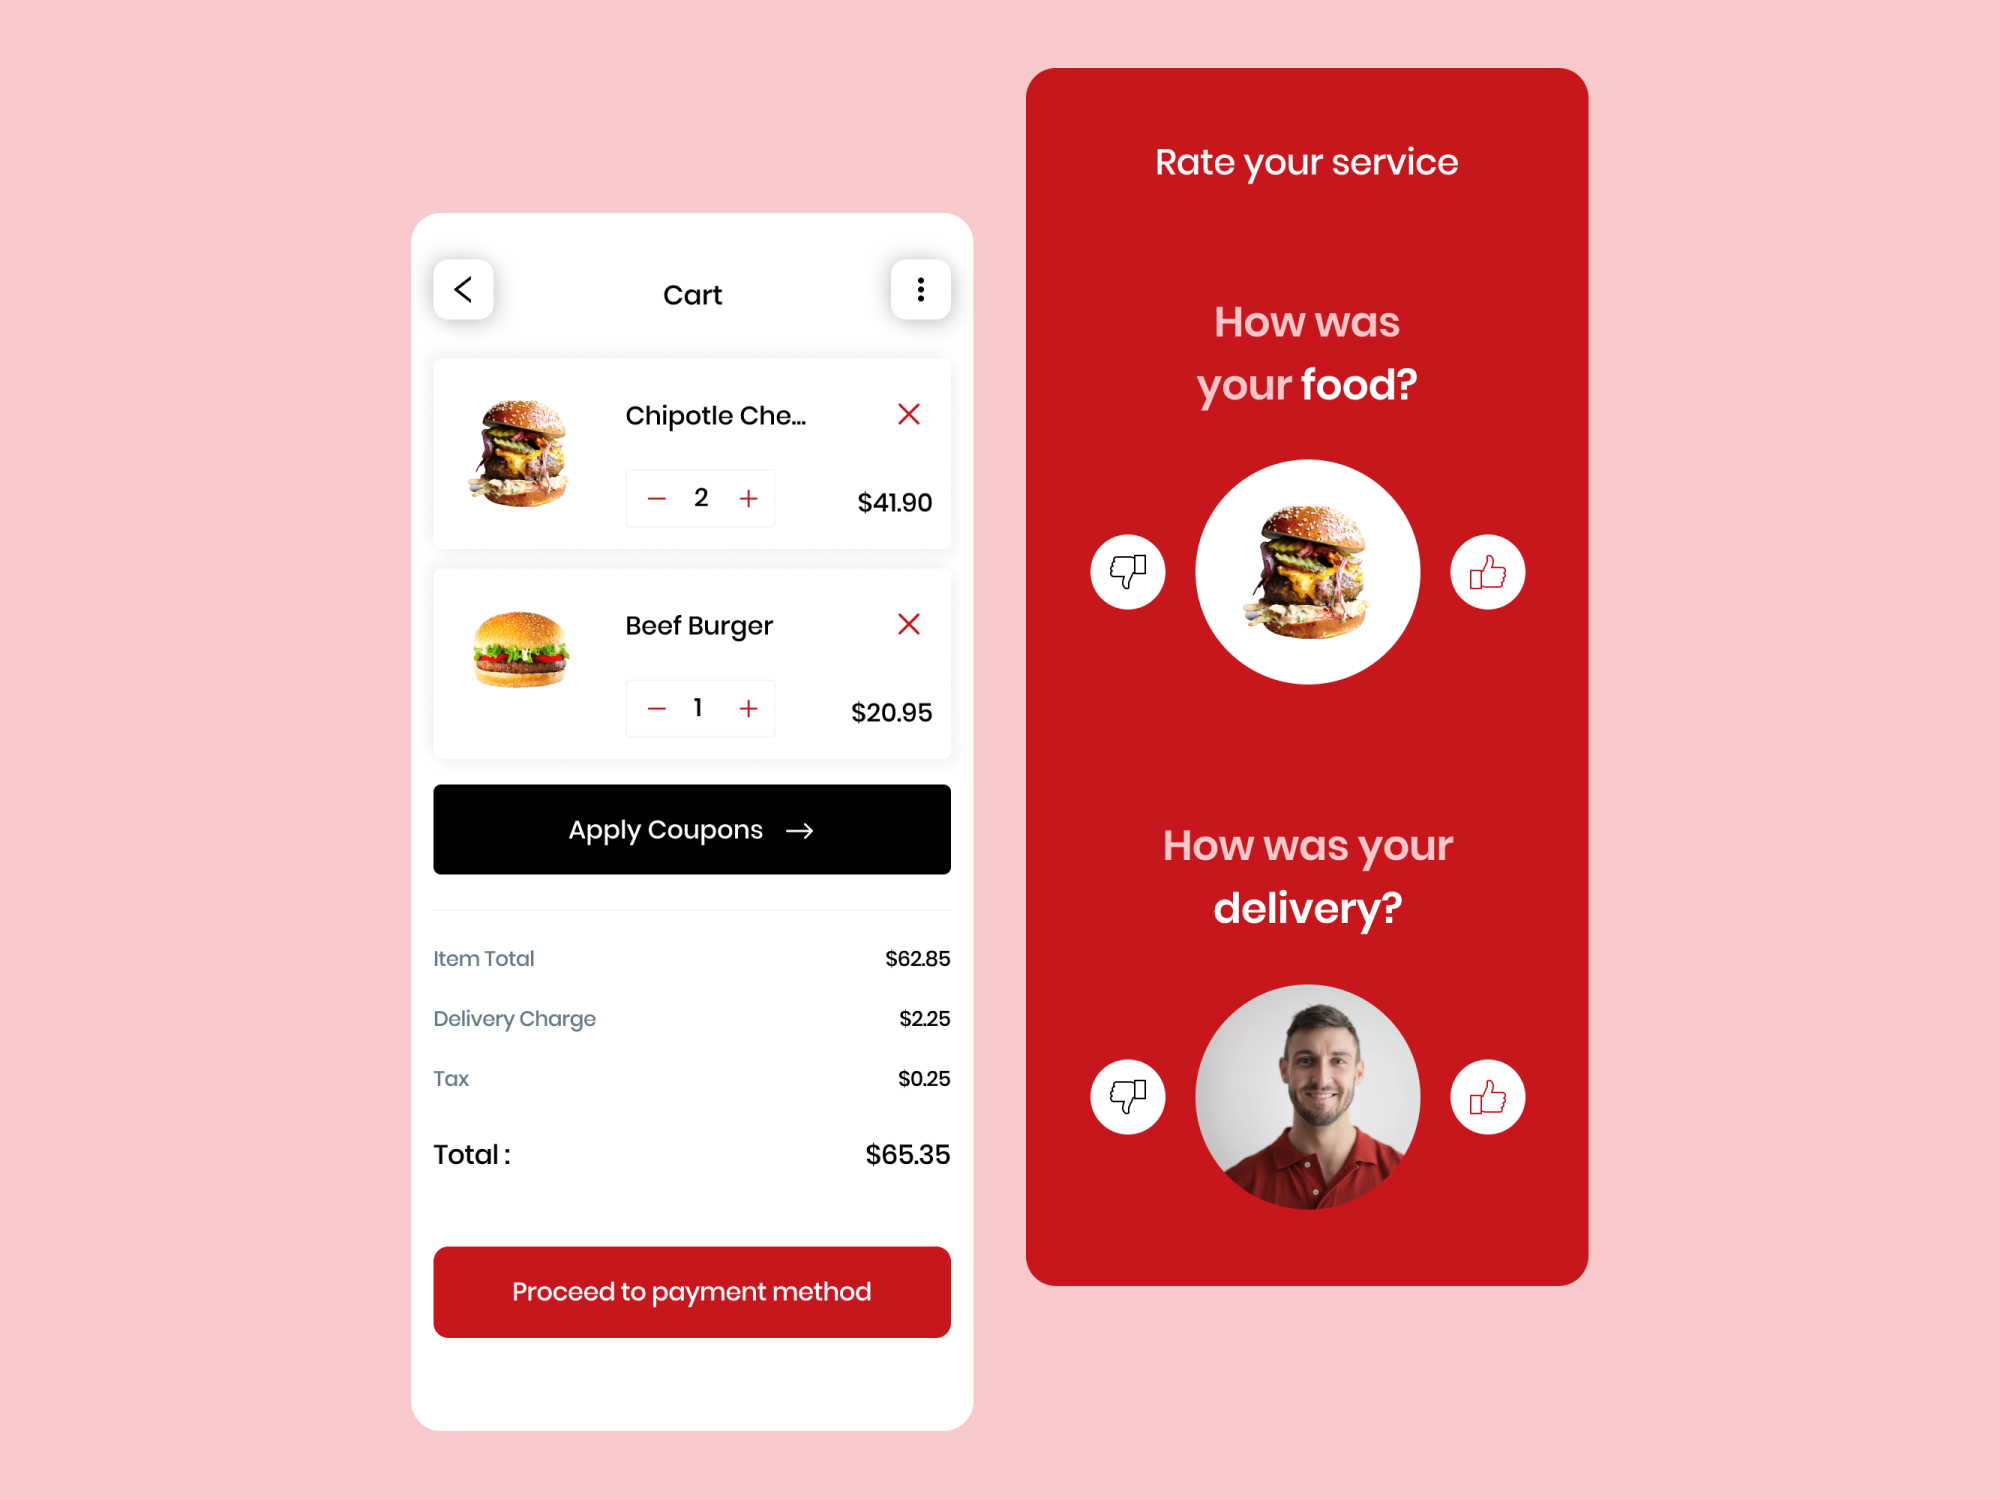 Cart
Chipotle Che...
2
$41.90
Beef Burger
1
$20.95
Apply Coupons
Item Total $62.85
Delivery Charge $2.25
Tax $0.25
Total : $65.35
Proceed to payment method
Rate your service
How was
your food?
How was your
delivery?